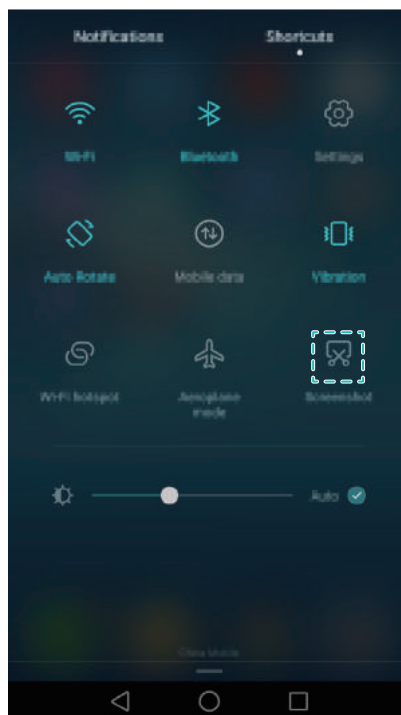 Notifications Shortcuts
Wi-Fi Bluetooth Settings
Auto Rotate Mobile data Vibration
Wi-Fi hotspot Aeroplane mode Screenshot
Auto